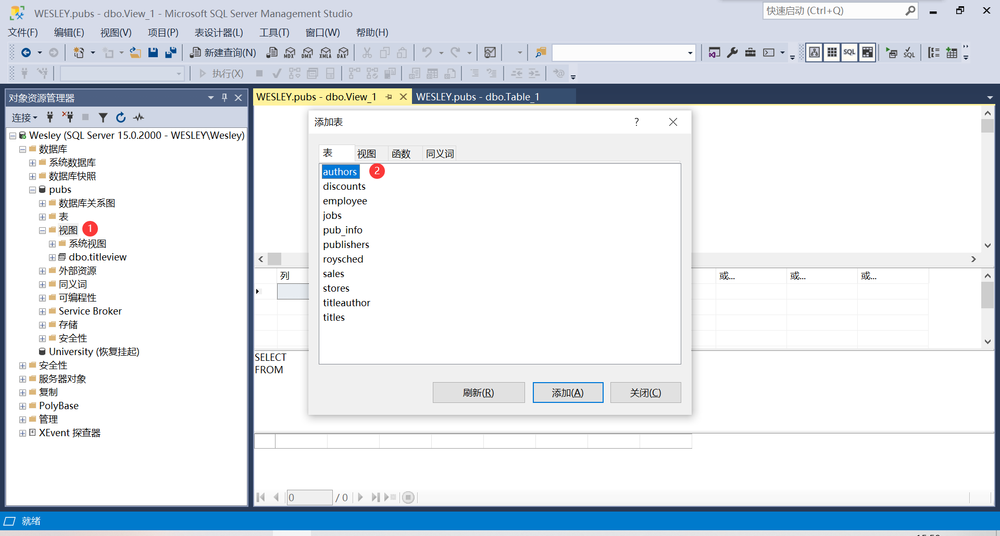 WESLEY.pubs - dbo.View_1 - Microsoft SQL Server Management Studio
快速启动 (Ctrl+Q)
文件(F) 编辑(E) 视图(V) 项目(P) 表设计器(L) 工具(T) 窗口(W) 帮助(H)
新建查询(N) MDX DMX XMLA DAX SQL SQL
执行(X)
对象资源管理器
连接
Wesley (SQL Server 15.0.2000 - WESLEY\Wesley)
数据库
系统数据库
数据库快照
pubs
数据库关系图
表
视图 1
系统视图
dbo.titleview
外部资源
同义词
可编程性
Service Broker
存储
安全性
University (恢复挂起)
安全性
服务器对象
复制
PolyBase
管理
XEvent 探查器
WESLEY.pubs - dbo.View_1
WESLEY.pubs - dbo.Table_1
添加表 ?
表 视图 函数 同义词
authors 2
discounts
employee
jobs
pub_info
publishers
roysched
sales
stores
titleauthor
titles
刷新(R) 添加(A) 关闭(C)
列 或... 或... 或...
SELECT
FROM
0 / 0
就绪